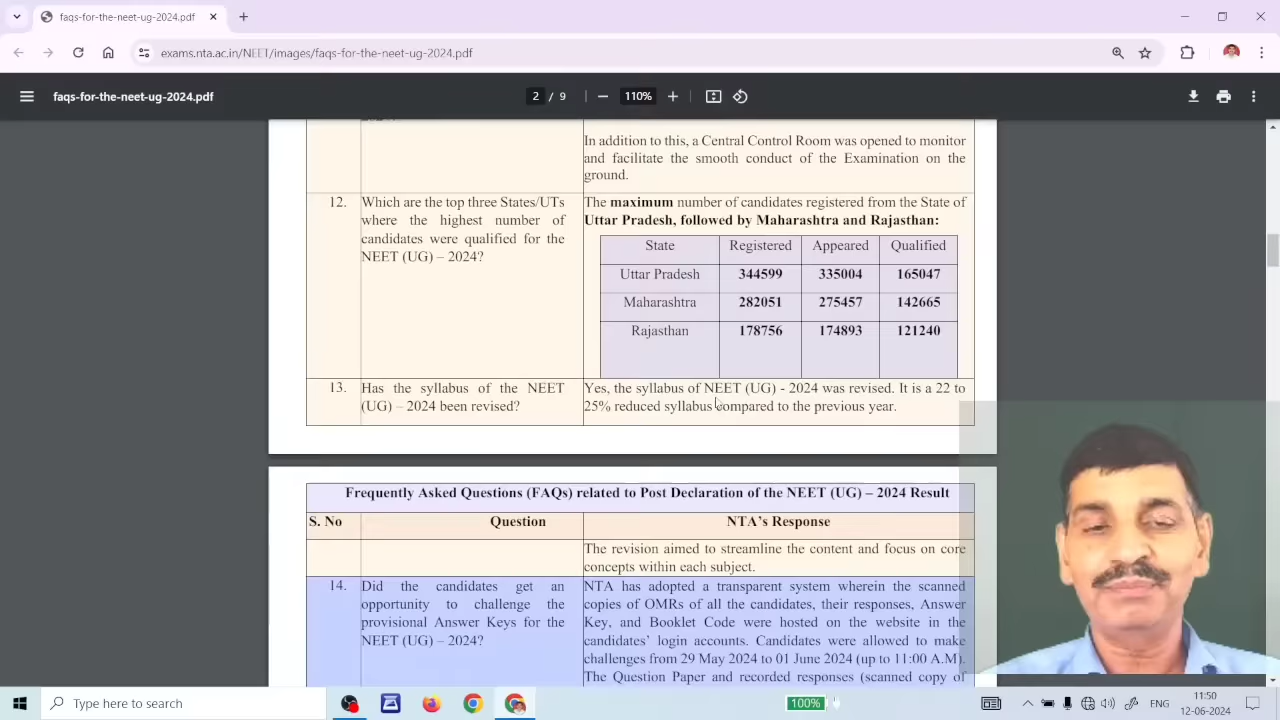 faqs-for-the-neet-ug-2024.pdf
exams.nta.ac.in/NEET/images/faqs-for-the-neet-ug-2024.pdf
faqs-for-the-neet-ug-2024.pdf
2 / 9
110%
In addition to this, a Central Control Room was opened to monitor
and facilitate the smooth conduct of the Examination on the
ground.
12. Which are the top three States/UTs
where the highest number of
candidates were qualified for the
NEET (UG) – 2024?
The maximum number of candidates registered from the State of
Uttar Pradesh, followed by Maharashtra and Rajasthan:
State Registered Appeared Qualified
Uttar Pradesh 344599 335004 165047
Maharashtra 282051 275457 142665
Rajasthan 178756 174893 121240
13. Has the syllabus of the NEET
(UG) – 2024 been revised?
Yes, the syllabus of NEET (UG) - 2024 was revised. It is a 22 to
25% reduced syllabus compared to the previous year.
Frequently Asked Questions (FAQs) related to Post Declaration of the NEET (UG) – 2024 Result
S. No Question NTA's Response
The revision aimed to streamline the content and focus on core
concepts within each subject.
14. Did the candidates get an
opportunity to challenge the
provisional Answer Keys for the
NEET (UG) – 2024?
NTA has adopted a transparent system wherein the scanned
copies of OMRs of all the candidates, their responses, Answer
Key, and Booklet Code were hosted on the website in the
candidates' login accounts. Candidates were allowed to make
challenges from 29 May 2024 to 01 June 2024 (up to 11:00 A.M).
The Question Paper and recorded responses (scanned copy of
Type here to search
100%
ENG
11:50
12-06-2024